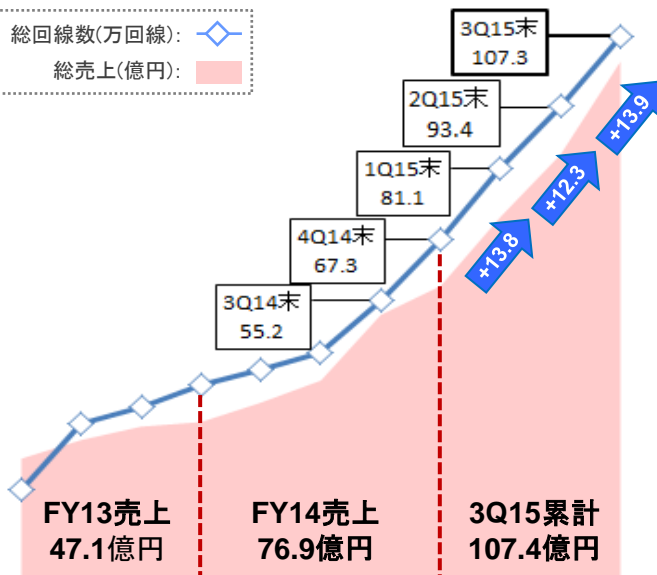 総回線数(万回線):
総売上(億円):
3Q15末
107.3
2Q15末
93.4
1Q15末
81.1
4Q14末
67.3
3Q14末
55.2
+13.8
+12.3
+13.9
FY13売上
47.1億円
FY14売上
76.9億円
3Q15累計
107.4億円